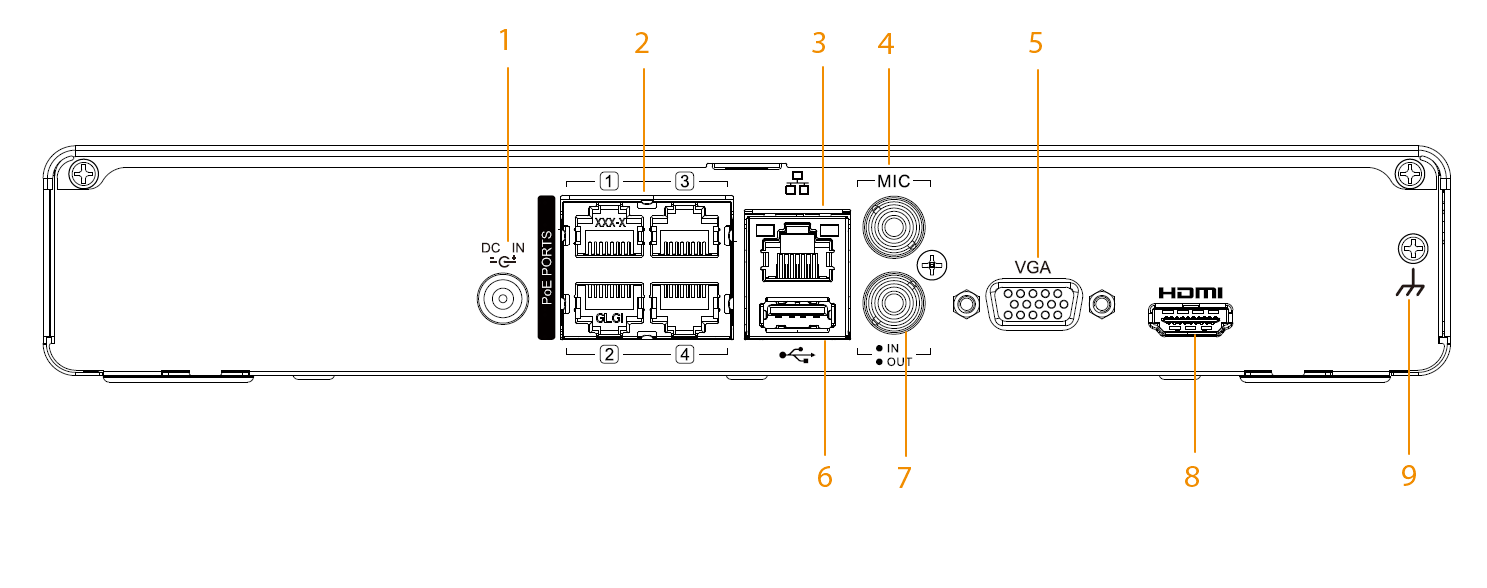 1 2 3 4 5
1 3 MIC
DC IN
PoE PORTS
XXX-X
VGA
HDMI
GLGI
2 4
IN
OUT
6 7 8 9